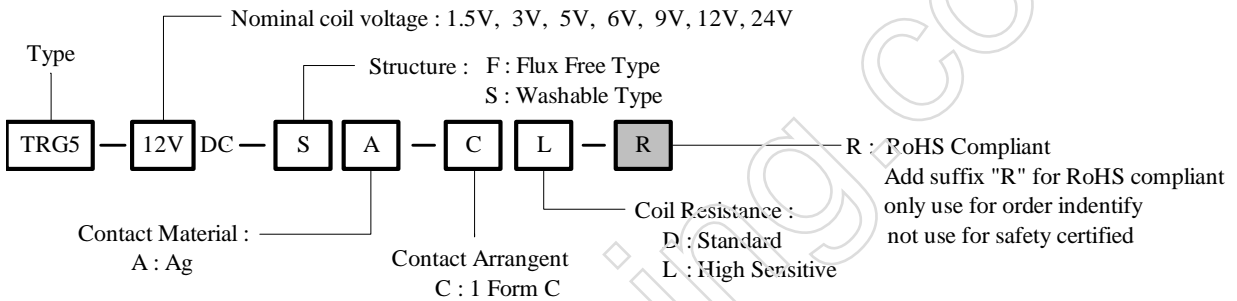 Nominal coil voltage : 1.5V, 3V, 5V, 6V, 9V, 12V, 24V
Type
Structure : F : Flux Free Type
S : Washable Type
TRG5 — 12V DC — S A — C L — R
R : RoHS Compliant
Add suffix "R" for RoHS compliant
only use for order indentify
not use for safety certified
Contact Material :
A : Ag
Contact Arrangent
C : 1 Form C
Coil Resistance :
D : Standard
L : High Sensitive